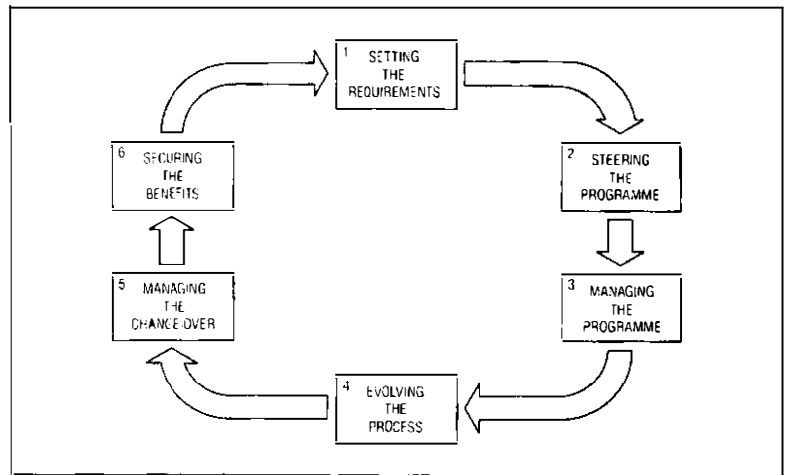 1 SETTING
THE
REQUIREMENTS
2 STEERING
THE
PROGRAMME
3 MANAGING
THE
PROGRAMME
4 EVOLVING
THE
PROCESS
5 MANAGING
THE
CHANGE-OVER
6 SECURING
THE
BENEFITS